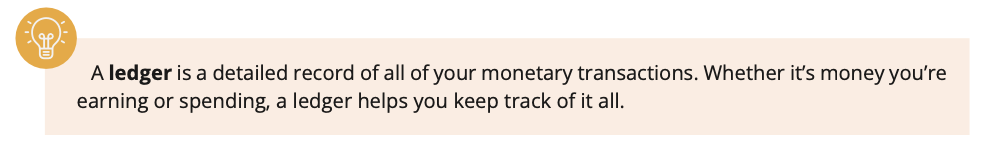 A ledger is a detailed record of all of your monetary transactions. Whether it’s money you’re
earning or spending, a ledger helps you keep track of it all.